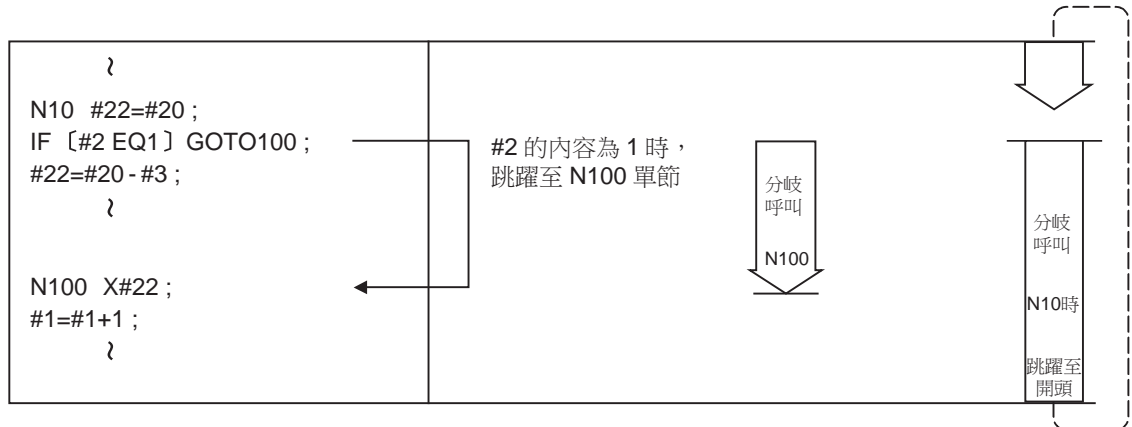 ~
N10 #22=#20 ;
IF 〔#2 EQ1〕GOTO100 ;
#22=#20 - #3 ;
~
N100 X#22 ;
#1=#1+1 ;
~
#2 的內容為 1 時，
跳躍至 N100 單節
分岐
呼叫
N100
分岐
呼叫
N10時
跳躍至
開頭